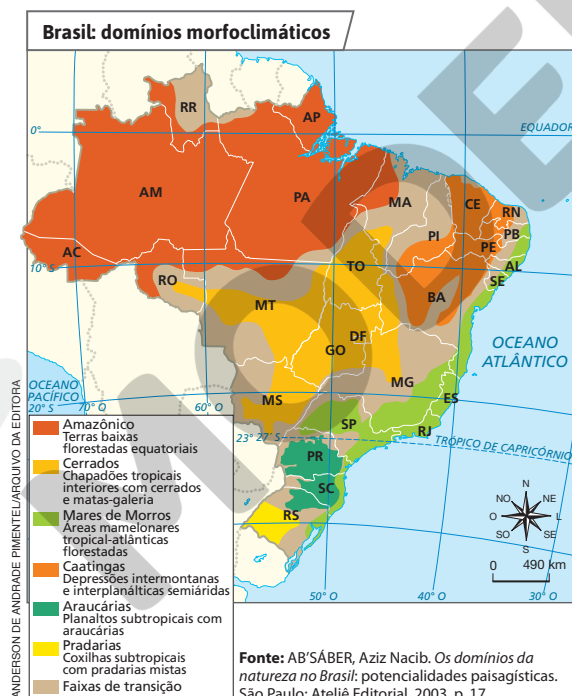 Brasil: domínios morfoclimáticos
RR
AP
0°
EQUADOR
AM
PA
MA
CE
RN
PB
PI
PE
AC
AL
10° S
SE
RO
TO
BA
MT
DF
GO
OCEANO
ATLÂNTICO
MG
OCEANO
PACÍFICO
MS
ES
20° S
70° O
60° O
SP
RJ
23° 27' S
TRÓPICO DE CAPRICÓRNIO
PR
SC
RS
N
NO
NE
O
L
SO
SE
S
0
490 km
50° O
40° O
30° O
Amazônico
Terras baixas
florestadas equatoriais
Cerrados
Chapadões tropicais
interiores com cerrados
e matas-galeria
Mares de Morros
Áreas mamelonares
tropical-atlânticas
florestadas
Caatingas
Depressões intermontanas
e interplanálticas semiáridas
Araucárias
Planaltos subtropicais com
araucárias
Pradarias
Coxilhas subtropicais
com pradarias mistas
Faixas de transição
ANDERSON DE ANDRADE PIMENTEL/ARQUIVO DA EDITORA
Fonte: AB'SÁBER, Aziz Nacib. Os domínios da
natureza no Brasil: potencialidades paisagísticas.
São Paulo: Ateliê Editorial, 2003. p. 17.